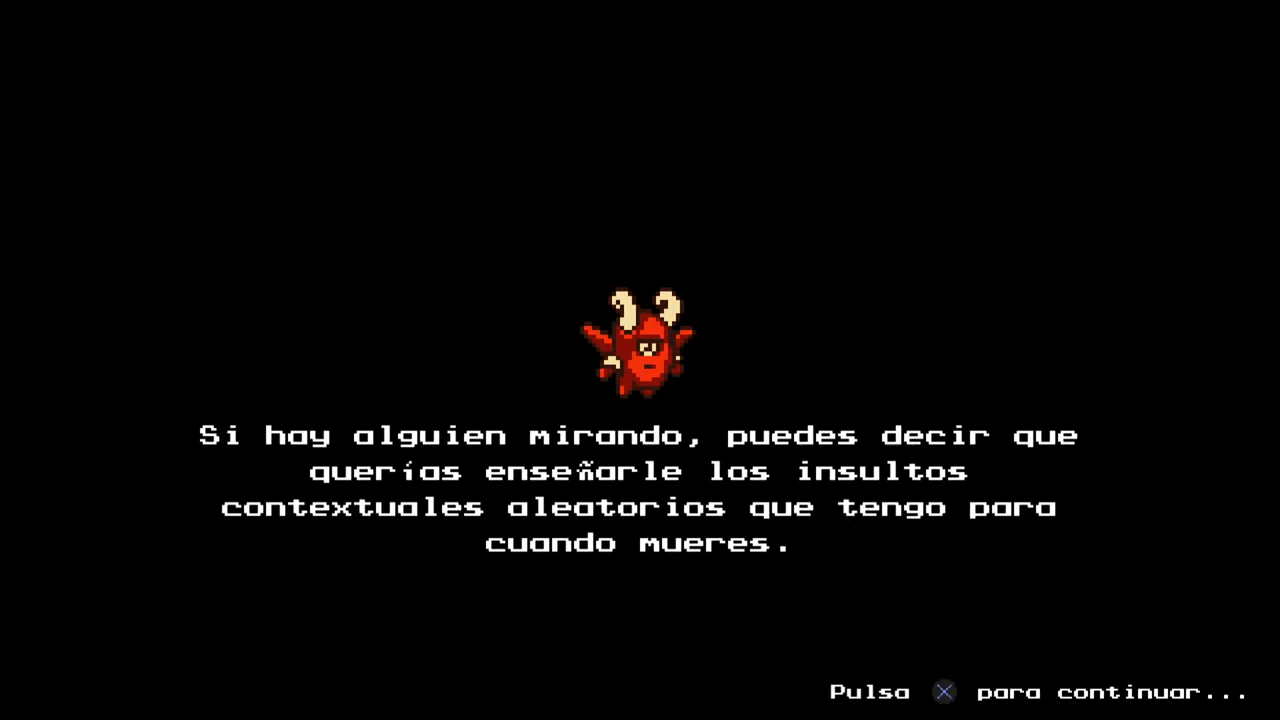 Si hay alguien mirando, puedes decir que
querías enseñarle los insultos
contextuales aleatorios que tengo para
cuando mueres.
Pulsa X para continuar...